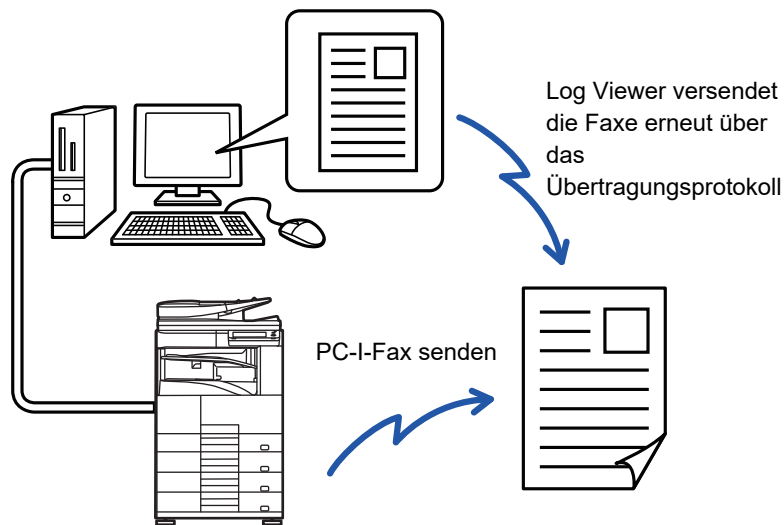 Log Viewer versendet
die Faxe erneut über
das
Übertragungsprotokoll
PC-I-Fax senden